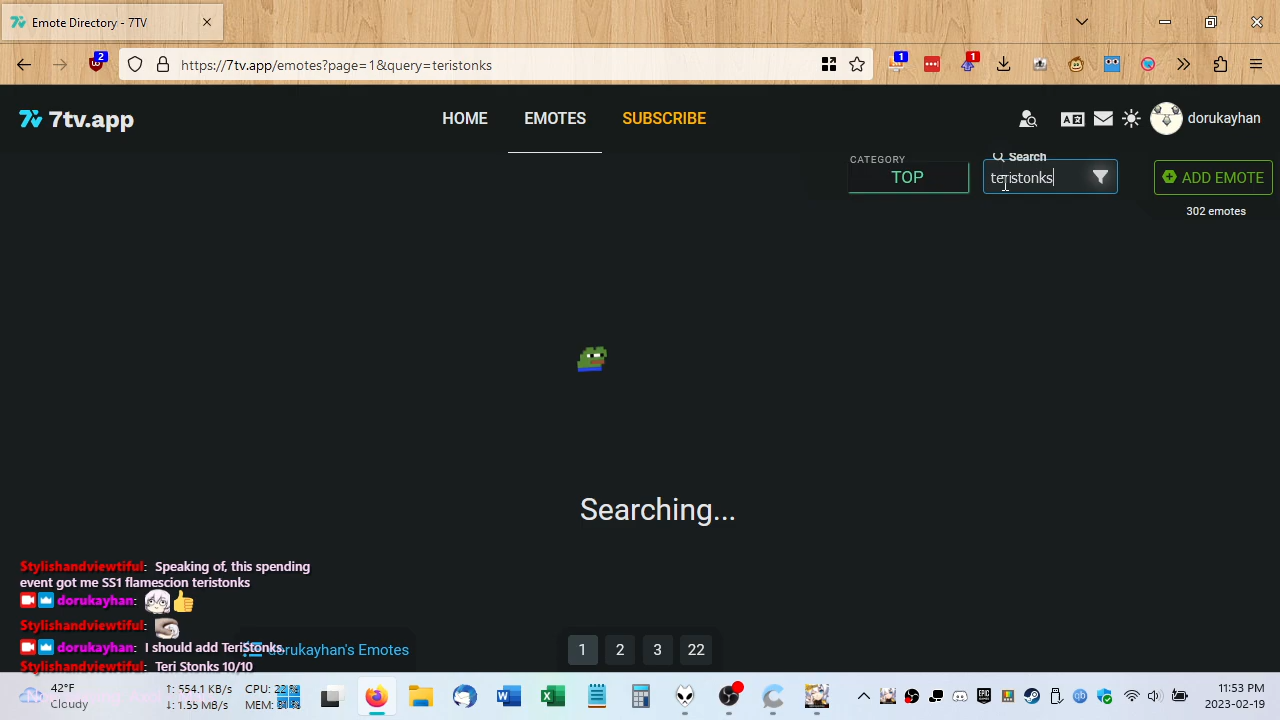 Emote Directory - 7TV
2
https://7tv.app/emotes?page=1&query=teristonks
1
1
7tv.app
HOME
EMOTES
SUBSCRIBE
dorukayhan
CATEGORY
TOP
Search
teristonks
ADD EMOTE
302 emotes
Searching...
Stylishandviewtiful: Speaking of, this spending
event got me SS1 flamescion teristonks
dorukayhan:
Stylishandviewtiful:
dorukayhan: I should add TeriStonks.
Stylishandviewtiful: Teri Stonks 10/10
dorukayhan's Emotes
1
2
3
22
42°F
Cloudy
KB/s
CPU:
MB/s
MEM:
11:53 PM
2023-02-19